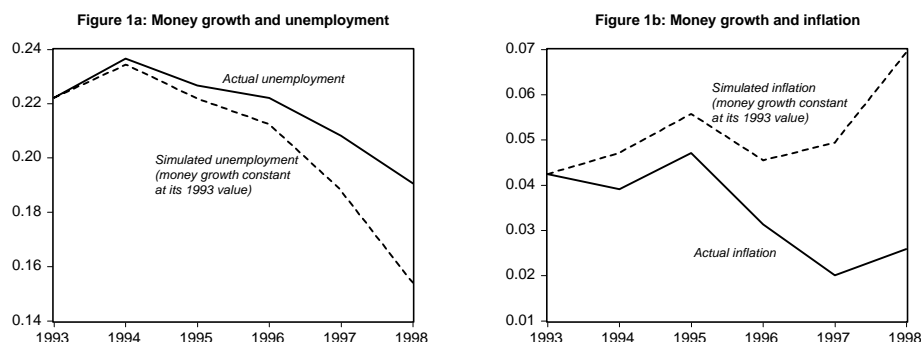 Figure 1a: Money growth and unemployment
0.24
0.22
0.20
0.18
0.16
0.14
1993 1994 1995 1996 1997 1998
Actual unemployment
Simulated unemployment
(money growth constant
at its 1993 value)
Figure 1b: Money growth and inflation
0.07
0.06
0.05
0.04
0.03
0.02
0.01
1993 1994 1995 1996 1997 1998
Simulated inflation
(money growth constant
at its 1993 value)
Actual inflation